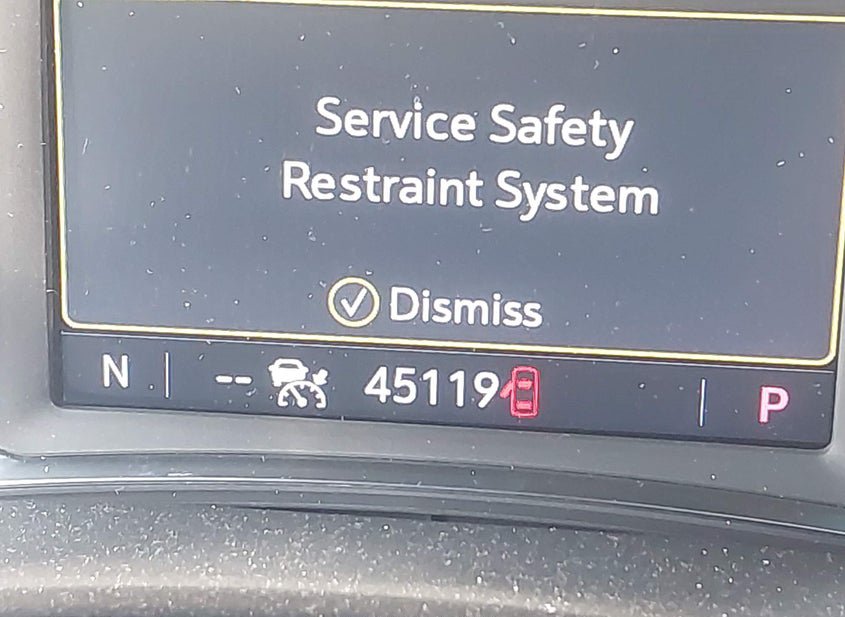 Service Safety
Restraint System
Dismiss
N -- 45119 P